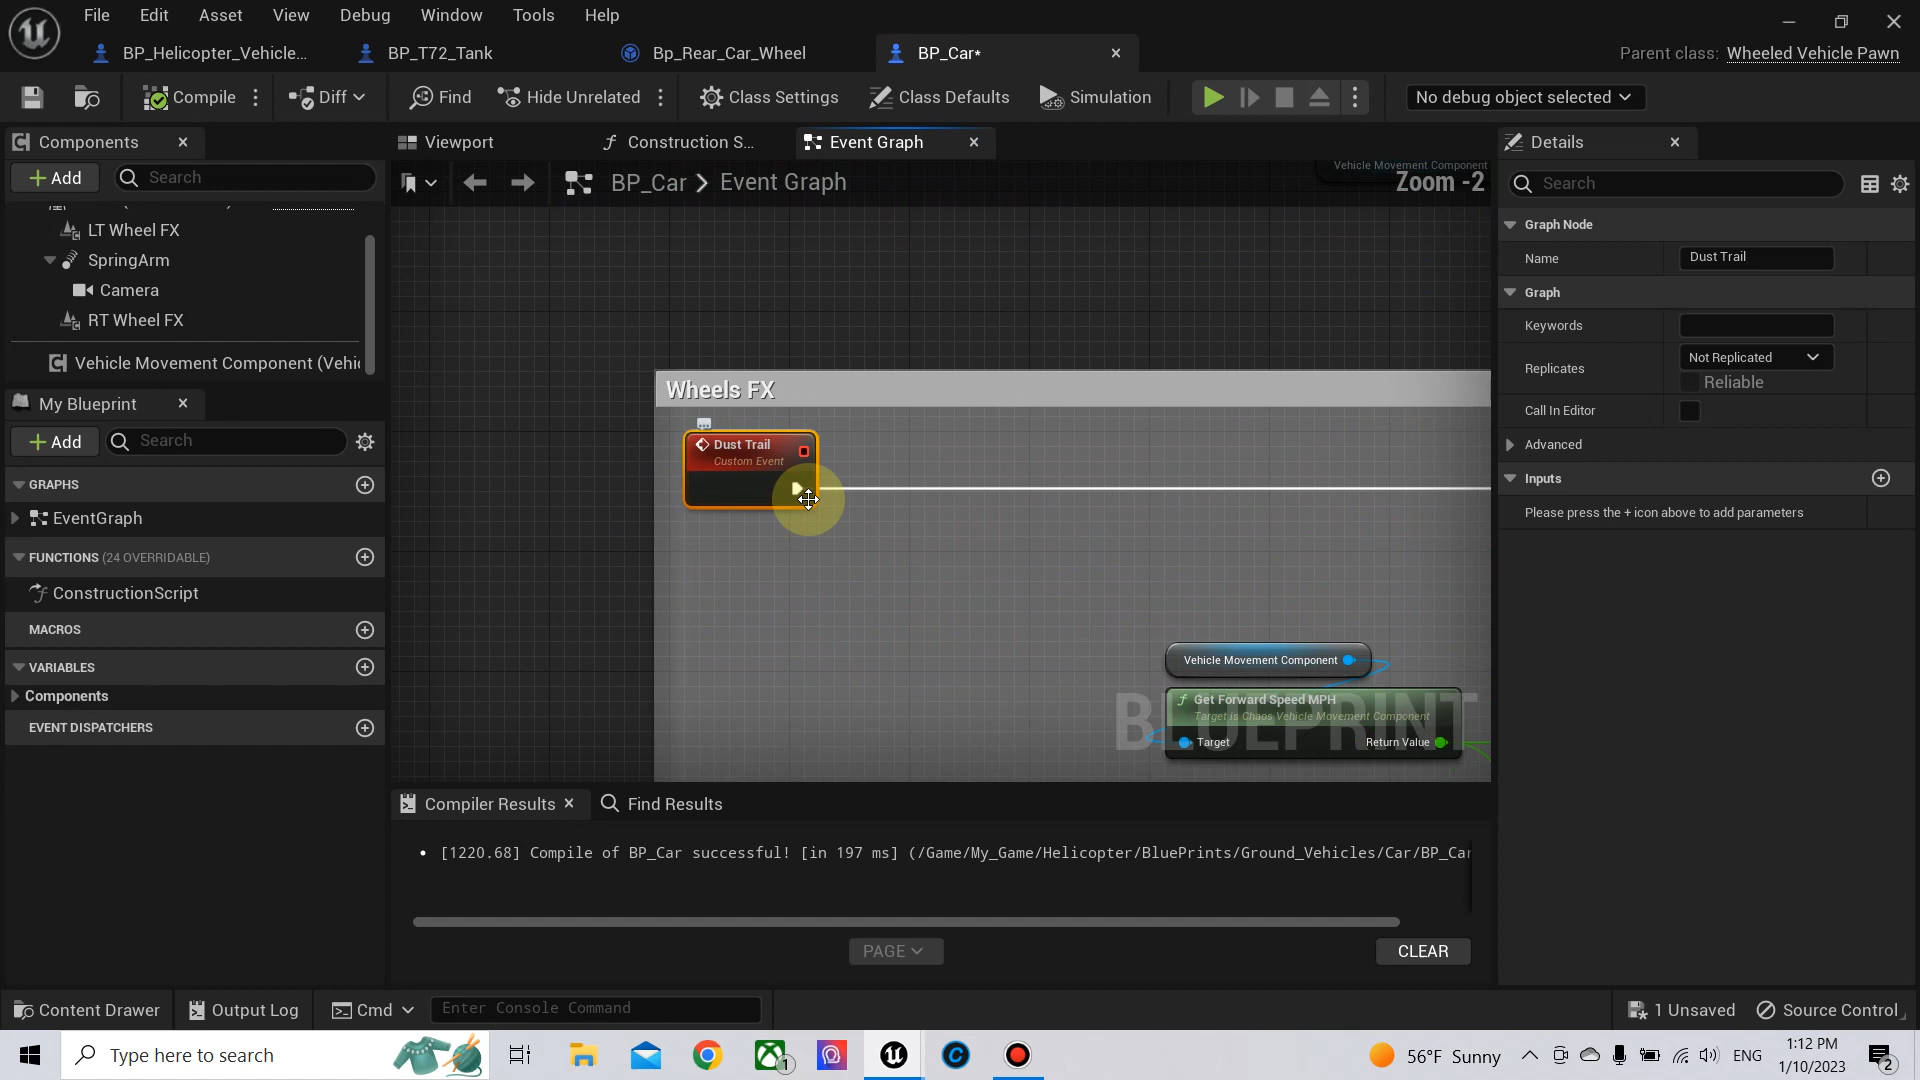 File Edit Asset View Debug Window Tools Help
BP_Helicopter_Vehicle... BP_T72_Tank Bp_Rear_Car_Wheel BP_Car* Parent class: Wheeled Vehicle Pawn
Compile Diff Find Hide Unrelated Class Settings Class Defaults Simulation No debug object selected
Components
Add Search
LT Wheel FX
SpringArm
Camera
RT Wheel FX
Vehicle Movement Component (Vehic
My Blueprint
Add Search
GRAPHS
EventGraph
FUNCTIONS (24 OVERRIDABLE)
ConstructionScript
MACROS
VARIABLES
Components
EVENT DISPATCHERS
Viewport Construction S... Event Graph
BP_Car Event Graph
Vehicle Movement Component
Zoom -2
Wheels FX
Dust Trail
Custom Event
Vehicle Movement Component
Get Forward Speed MPH
Target is Chaos Vehicle Movement Component
Target Return Value
BLUEPRINT
Compiler Results Find Results
• [1220.68] Compile of BP_Car successful! [in 197 ms] (/Game/My_Game/Helicopter/BluePrints/Ground_Vehicles/Car/BP_Car
PAGE CLEAR
Details
Search
Graph Node
Name Dust Trail
Graph
Keywords
Replicates Not Replicated
Reliable
Call In Editor
Advanced
Inputs
Please press the + icon above to add parameters
Content Drawer Output Log Cmd Enter Console Command 1 Unsaved Source Control
Type here to search 1 56°F Sunny ENG 1:12 PM
1/10/2023 2